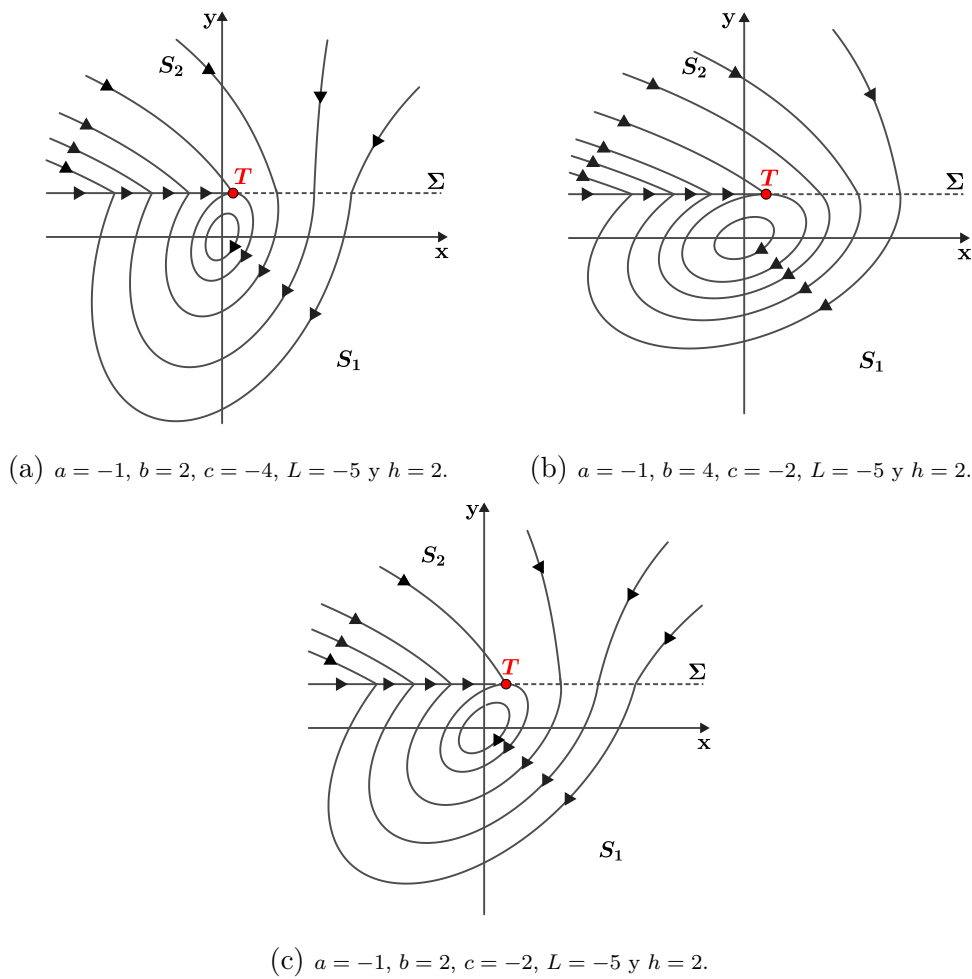 y
S₂
T
Σ
x
S₁
(a) a = −1, b = 2, c = −4, L = −5 y h = 2.
y
S₂
T
Σ
x
S₁
(b) a = −1, b = 4, c = −2, L = −5 y h = 2.
y
S₂
T
Σ
x
S₁
(c) a = −1, b = 2, c = −2, L = −5 y h = 2.